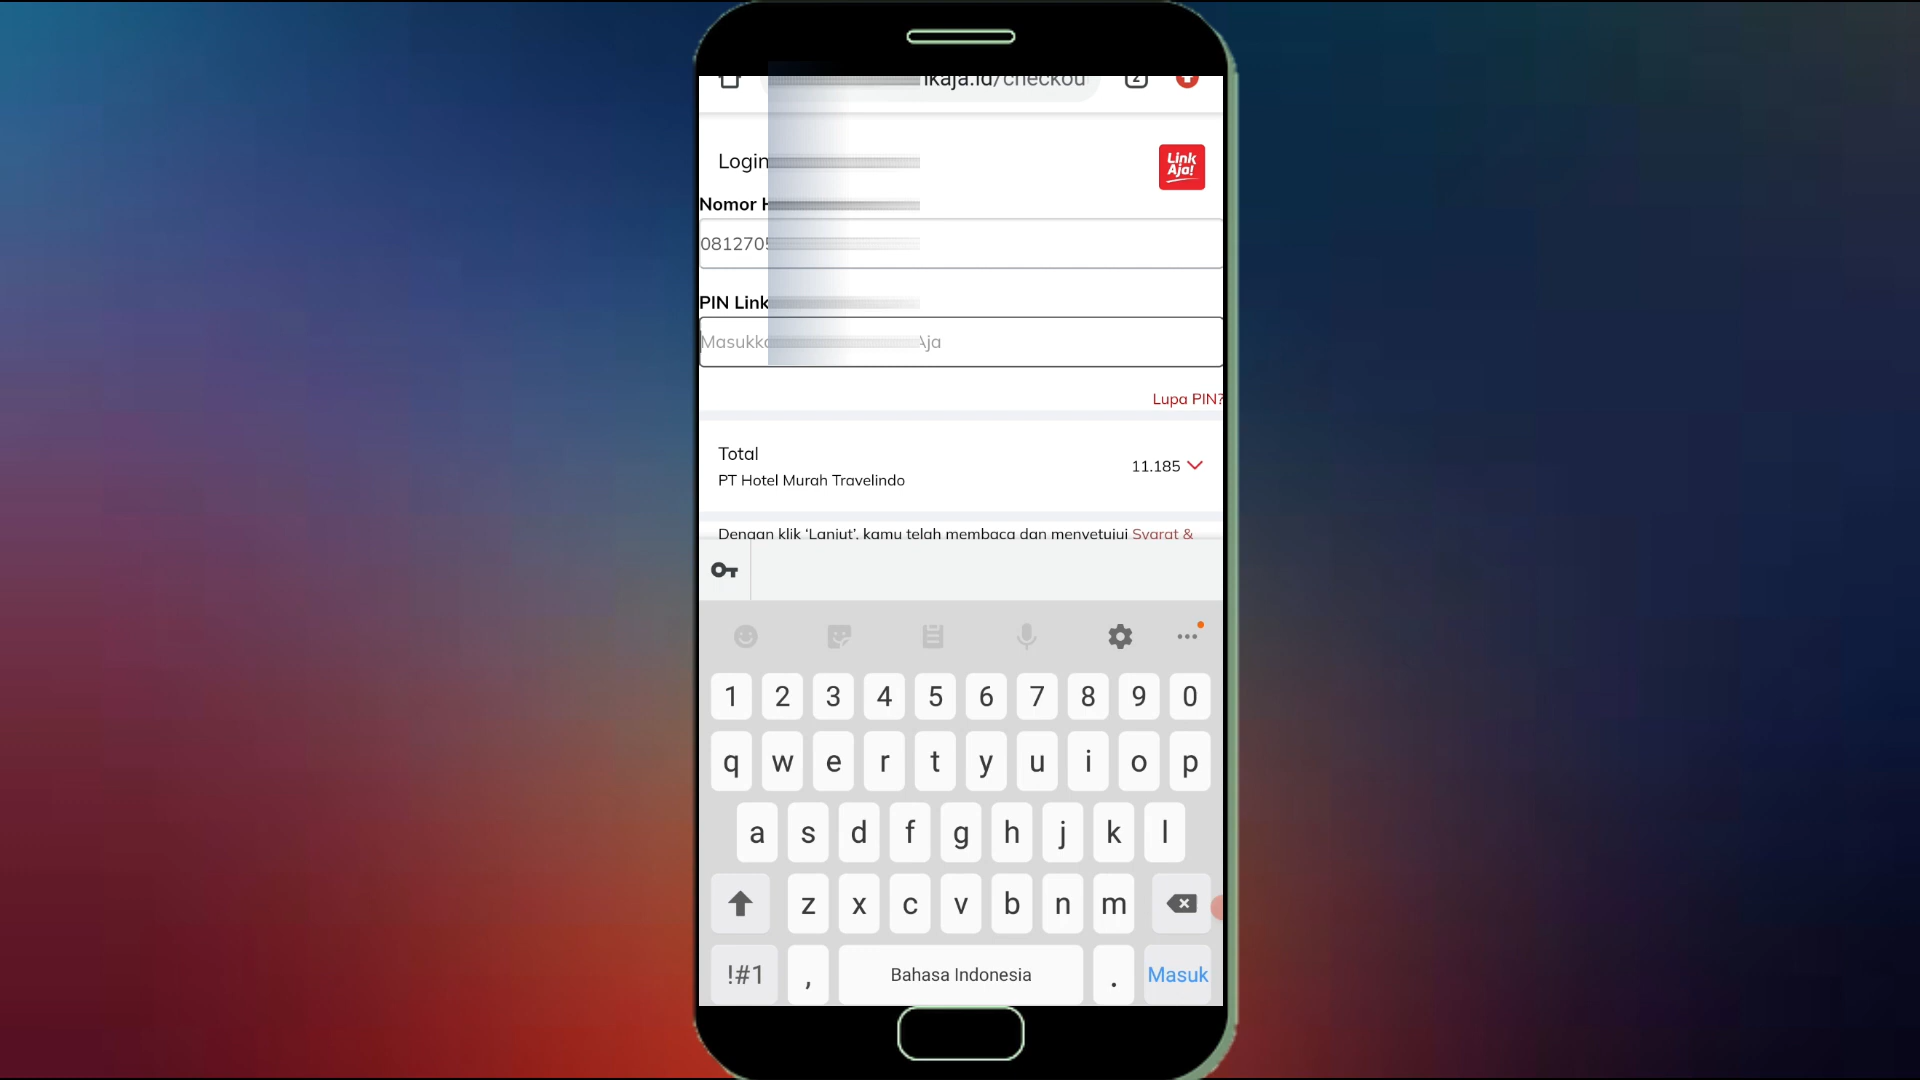 kaja.id/checkou
2
Login
Link
Aja!
Nomor
081270
PIN Link
Masukk Aja
Lupa PIN?
Total
11.185
PT Hotel Murah Travelindo
Dengan klik ‘Lanjut’, kamu telah membaca dan menyetujui Syarat &
1 2 3 4 5 6 7 8 9 0
q w e r t y u i o p
a s d f g h j k l
z x c v b n m
!#1 , Bahasa Indonesia . Masuk